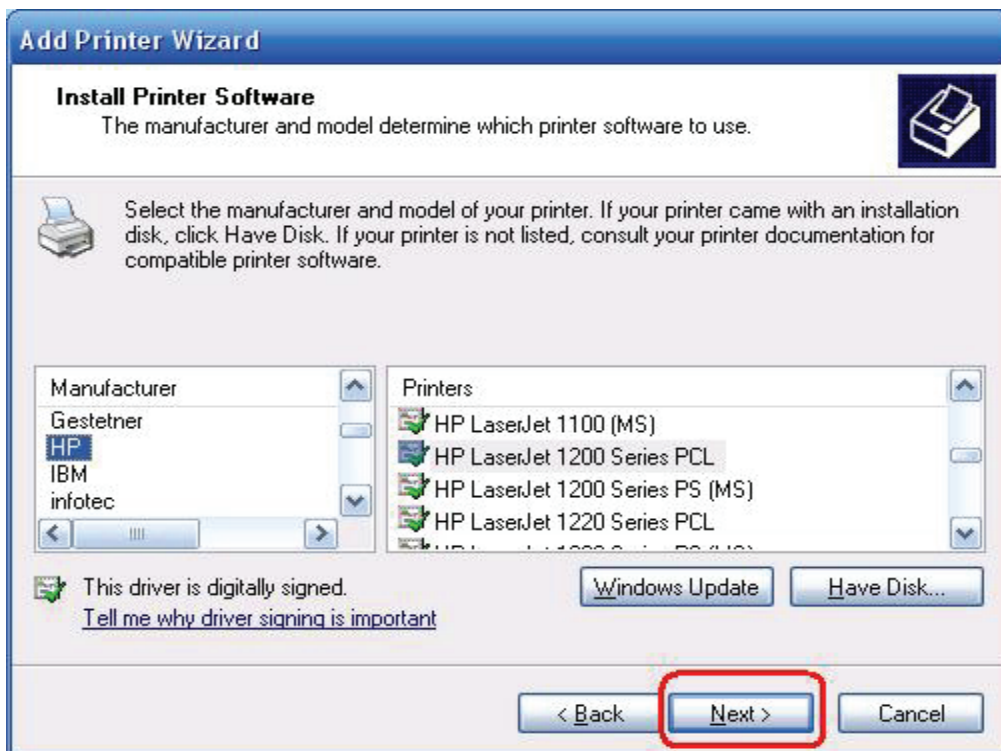 Add Printer Wizard
Install Printer Software
The manufacturer and model determine which printer software to use.
Select the manufacturer and model of your printer. If your printer came with an installation
disk, click Have Disk. If your printer is not listed, consult your printer documentation for
compatible printer software.
Manufacturer
Gestetner
HP
IBM
infotec
Printers
HP LaserJet 1100 (MS)
HP LaserJet 1200 Series PCL
HP LaserJet 1200 Series PS (MS)
HP LaserJet 1220 Series PCL
This driver is digitally signed.
Tell me why driver signing is important
Windows Update
Have Disk...
< Back
Next >
Cancel